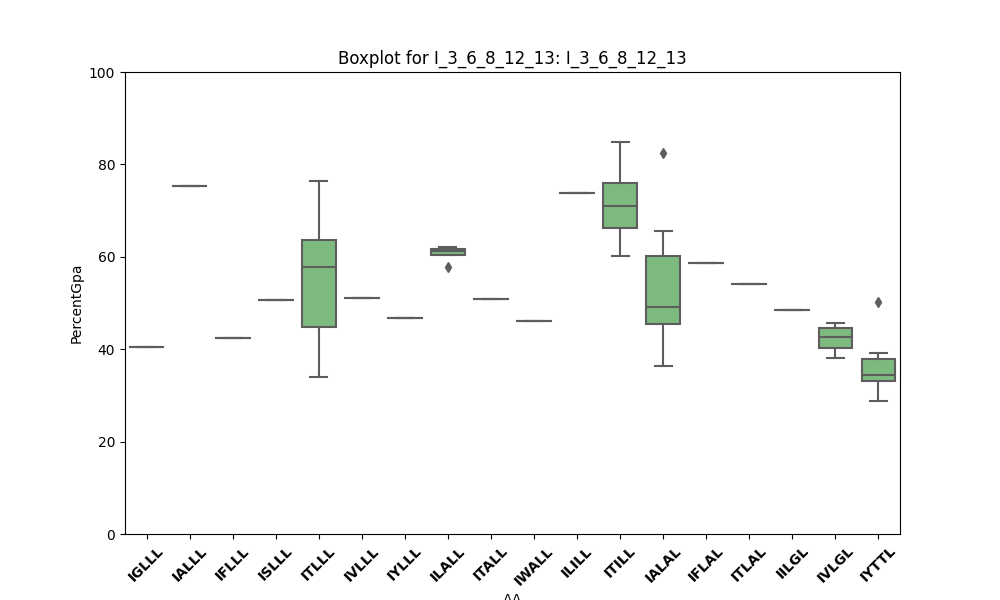 Boxplot for I_3_6_8_12_13: I_3_6_8_12_13
PercentGpa
100
80
60
40
20
0
IGLLL
IALLL
IFLLL
ISLLL
ITLLL
IVLLL
IYLLL
ILALL
ITALL
IWALL
ILILL
ITILL
IALAL
IFLAL
ITLAL
IILGL
IVLGL
IYTTL
AA